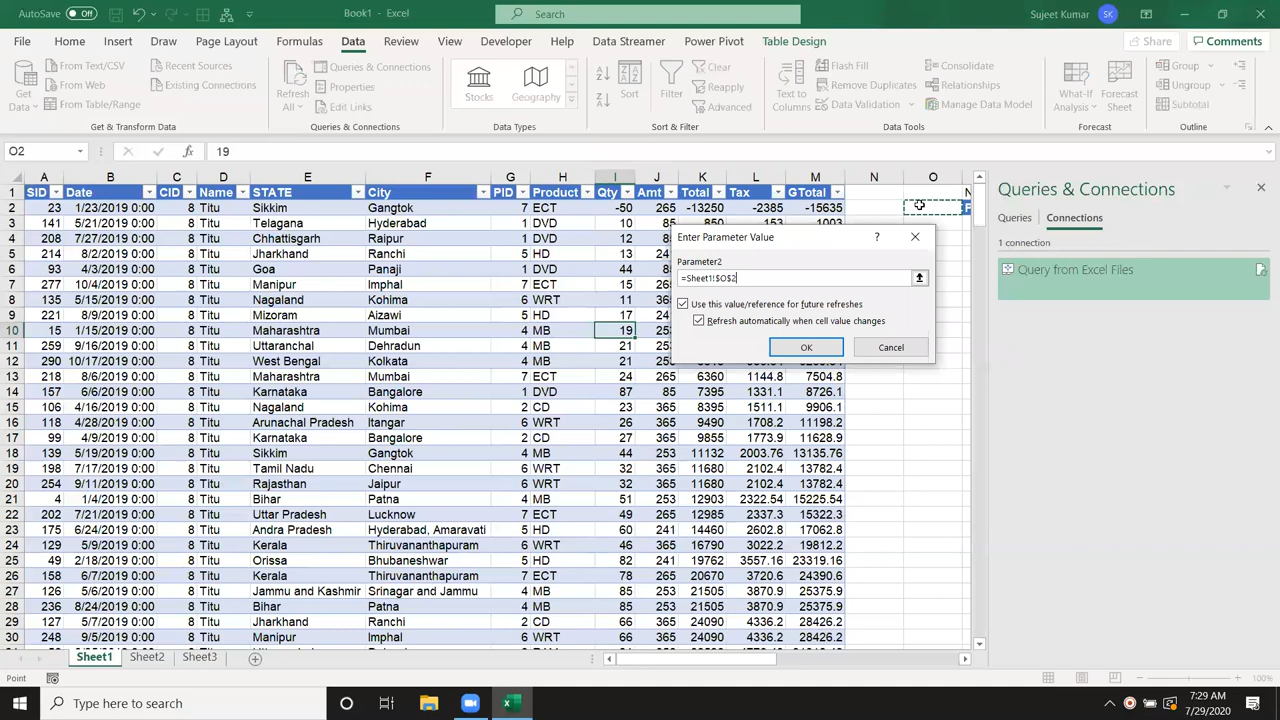 AutoSave Off Book1 - Excel Search Sujeet Kumar SK
File Home Insert Draw Page Layout Formulas Data Review View Developer Help Data Streamer Power Pivot Table Design Share Comments
Get Data From Text/CSV From Web From Table/Range Recent Sources Existing Connections Refresh All Queries & Connections Properties Edit Links Stocks Geography Sort Filter Clear Reapply Advanced Text to Columns Flash Fill Remove Duplicates Data Validation Consolidate Relationships Manage Data Model What-If Analysis Forecast Sheet Group Ungroup Subtotal
Get & Transform Data Queries & Connections Data Types Sort & Filter Data Tools Forecast Outline
O2 fx 19
A B C D E F G H I J K L M N O
1 SID Date CID Name STATE City PID Product Qty Amt Total Tax GTotal N
2 23 1/23/2019 0:00 8 Titu Sikkim Gangtok 7 ECT -50 265 -13250 -2385 -15635
3 141 5/21/2019 0:00 8 Titu Telagana Hyderabad 1 DVD 10 85 850 153 1003
4 208 7/27/2019 0:00 8 Titu Chhattisgarh Raipur 1 DVD 12
5 214 8/2/2019 0:00 8 Titu Jharkhand Ranchi 5 HD
6 93 4/3/2019 0:00 8 Titu Goa Panaji 1 DVD 44
7 277 10/4/2019 0:00 8 Titu Manipur Imphal 7 ECT 15
8 135 5/15/2019 0:00 8 Titu Nagaland Kohima 6 WRT 11
9 221 8/9/2019 0:00 8 Titu Mizoram Aizawi 5 HD 17
10 15 1/15/2019 0:00 8 Titu Maharashtra Mumbai 4 MB 19
11 259 9/16/2019 0:00 8 Titu Uttaranchal Dehradun 4 MB 21
12 290 10/17/2019 0:00 8 Titu West Bengal Kolkata 4 MB 21
13 218 8/6/2019 0:00 8 Titu Maharashtra Mumbai 7 ECT 24 265 6360 1144.8 7504.8
14 157 6/6/2019 0:00 8 Titu Karnataka Bangalore 1 DVD 87 85 7395 1331.1 8726.1
15 106 4/16/2019 0:00 8 Titu Nagaland Kohima 2 CD 23 365 8395 1511.1 9906.1
16 118 4/28/2019 0:00 8 Titu Arunachal Pradesh Itangar 6 WRT 27 365 9855 1773.9 11628.9
17 99 4/9/2019 0:00 8 Titu Karnataka Bangalore 2 CD 27 365 9855 1773.9 11628.9
18 139 5/19/2019 0:00 8 Titu Sikkim Gangtok 4 MB 44 253 11132 2003.76 13135.76
19 198 7/17/2019 0:00 8 Titu Tamil Nadu Chennai 6 WRT 32 365 11680 2102.4 13782.4
20 254 9/11/2019 0:00 8 Titu Rajasthan Jaipur 6 WRT 32 365 11680 2102.4 13782.4
21 4 1/4/2019 0:00 8 Titu Bihar Patna 4 MB 51 253 12903 2322.54 15225.54
22 202 7/21/2019 0:00 8 Titu Uttar Pradesh Lucknow 7 ECT 49 265 12985 2337.3 15322.3
23 175 6/24/2019 0:00 8 Titu Andra Pradesh Hyderabad, Amaravati 5 HD 60 241 14460 2602.8 17062.8
24 129 5/9/2019 0:00 8 Titu Kerala Thiruvananthapuram 6 WRT 46 365 16790 3022.2 19812.2
25 49 2/18/2019 0:00 8 Titu Orissa Bhubaneshwar 5 HD 82 241 19762 3557.16 23319.16
26 158 6/7/2019 0:00 8 Titu Kerala Thiruvananthapuram 7 ECT 78 265 20670 3720.6 24390.6
27 126 5/6/2019 0:00 8 Titu Jammu and Kashmir Srinagar and Jammu 4 MB 85 253 21505 3870.9 25375.9
28 236 8/24/2019 0:00 8 Titu Bihar Patna 4 MB 85 253 21505 3870.9 25375.9
29 127 5/7/2019 0:00 8 Titu Jharkhand Ranchi 2 CD 66 365 24090 4336.2 28426.2
30 248 9/5/2019 0:00 8 Titu Manipur Imphal 6 WRT 66 365 24090 4336.2 28426.2
Enter Parameter Value ?
Parameter2
=Sheet1!$O$2
Use this value/reference for future refreshes
Refresh automatically when cell value changes
OK Cancel
Queries & Connections
Queries Connections
1 connection
Query from Excel Files
Sheet1 Sheet2 Sheet3
Point 100%
Type here to search
7:29 AM
7/29/2020